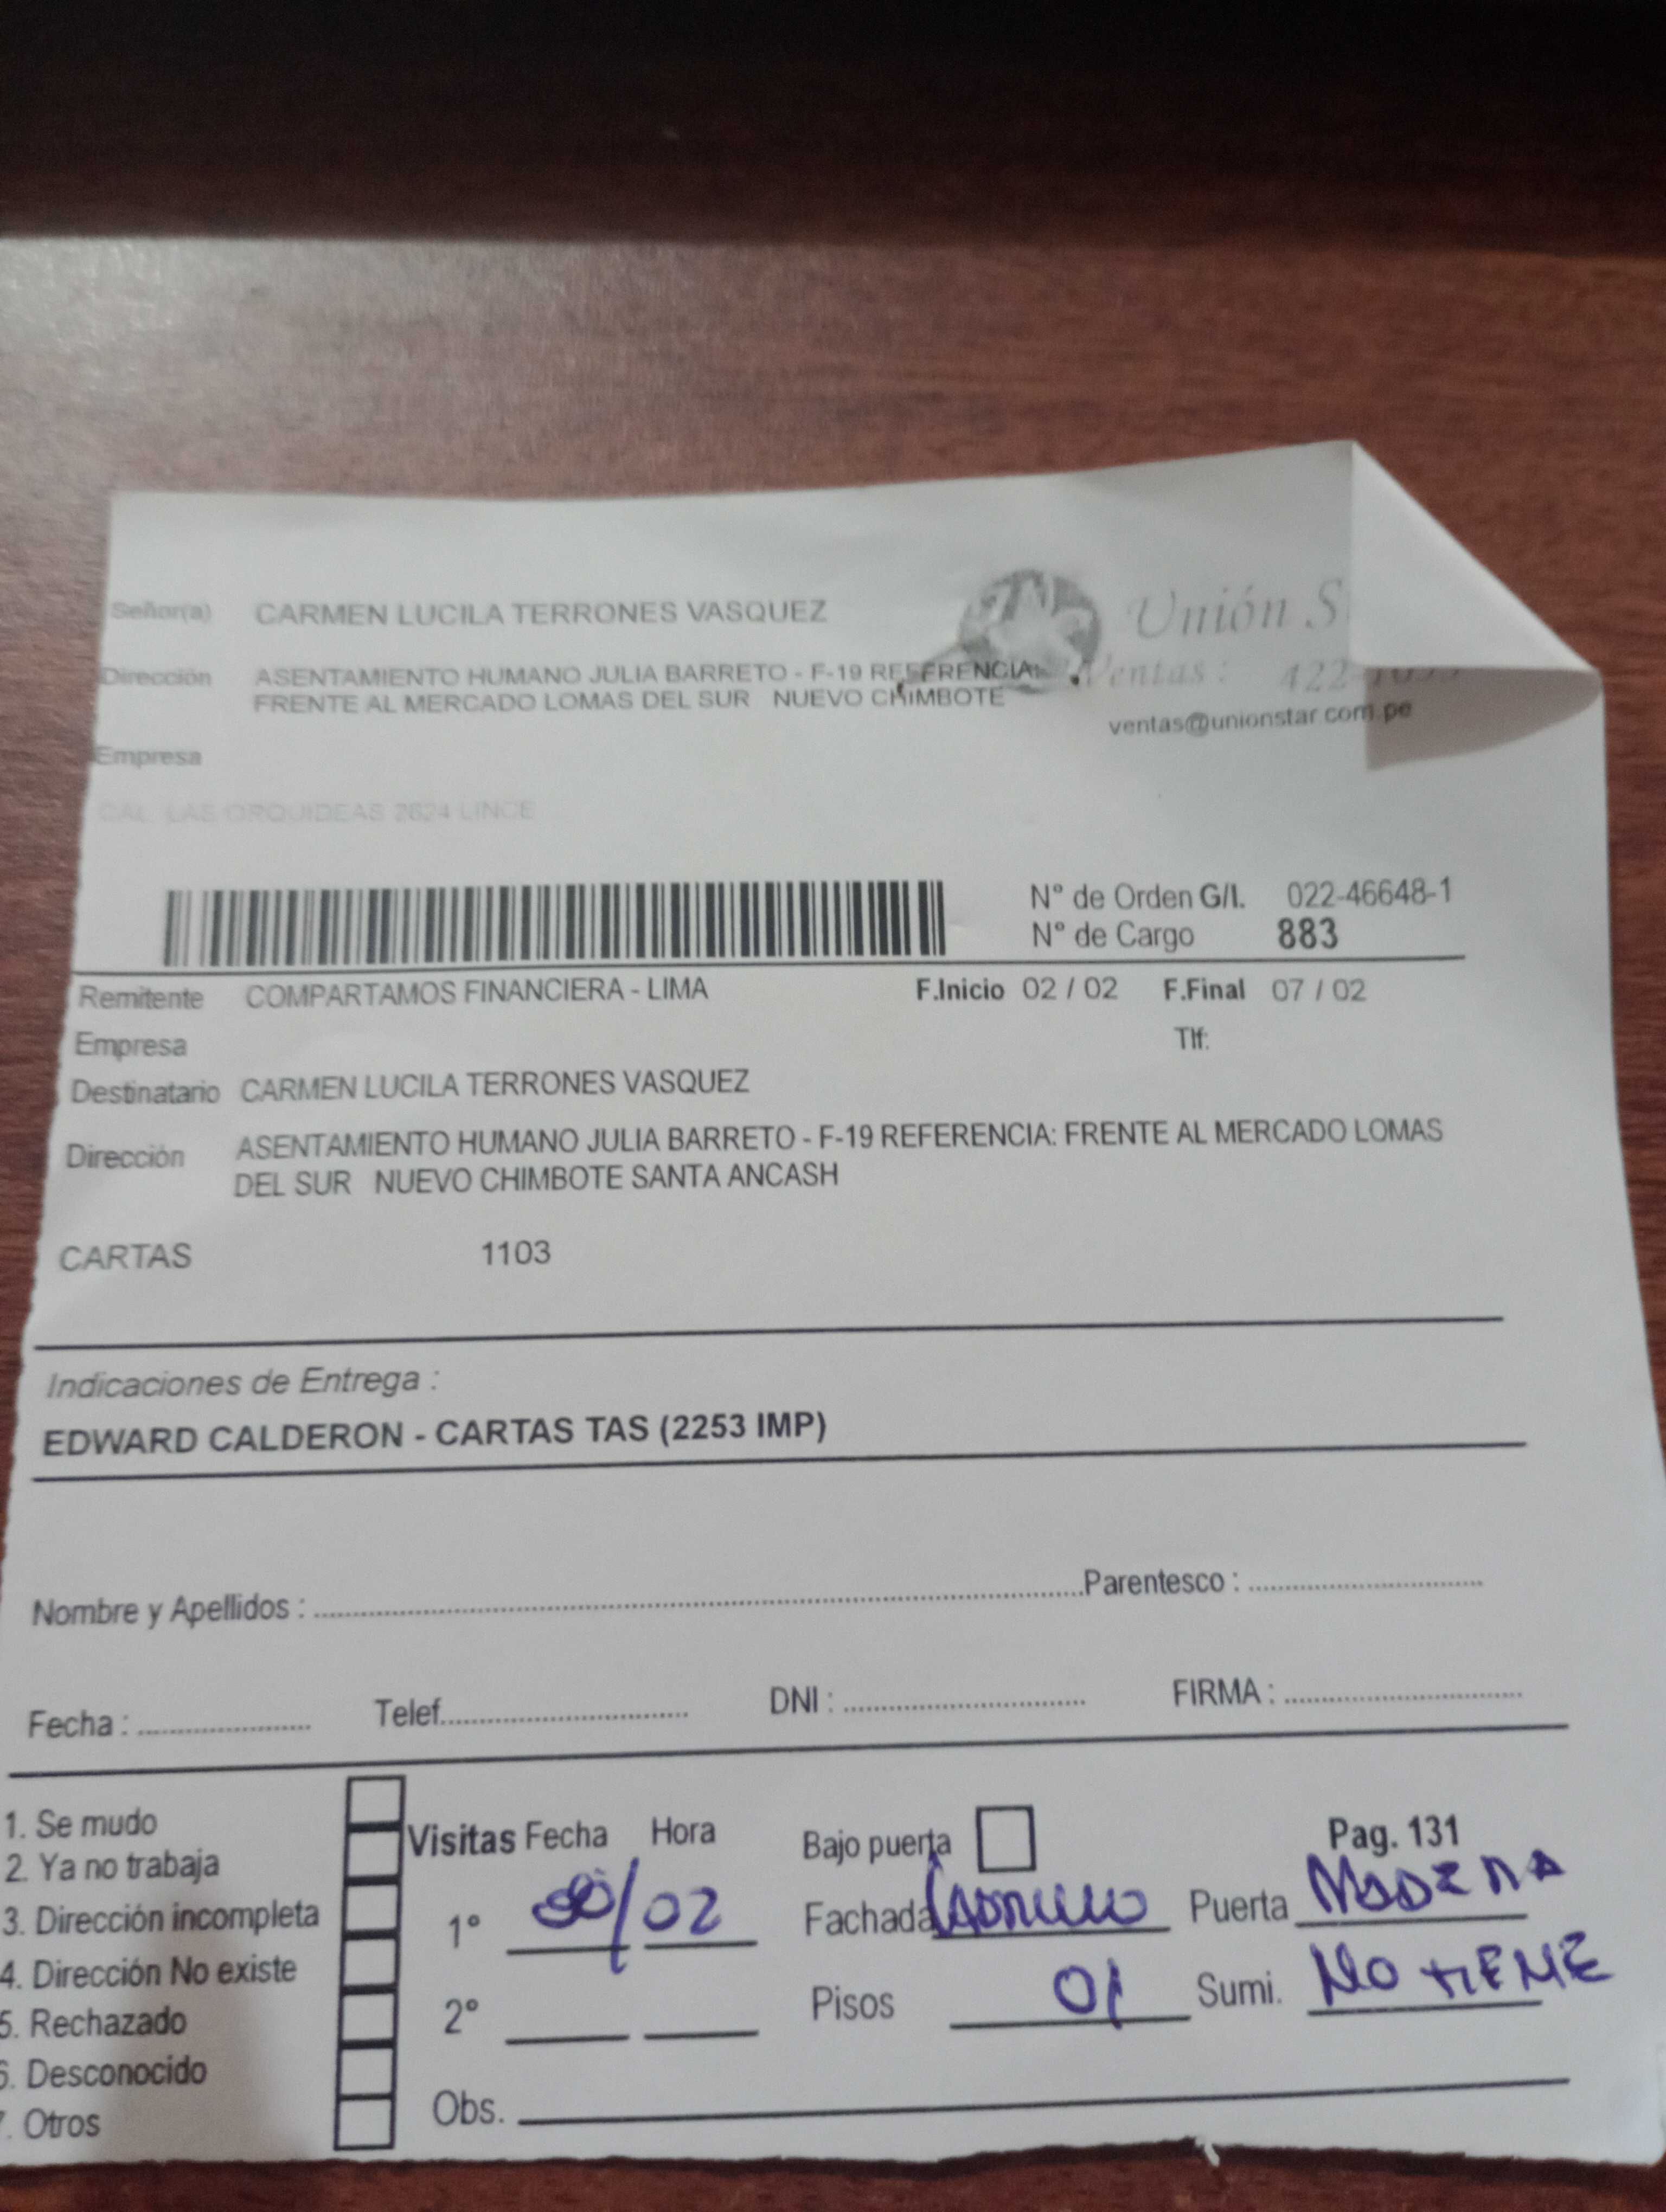 Señor(a) CARMEN LUCILA TERRONES VASQUEZ
Unión S
Dirección ASENTAMIENTO HUMANO JULIA BARRETO - F-19 REFERENCIA:
FRENTE AL MERCADO LOMAS DEL SUR NUEVO CHIMBOTE
Ventas: 422
ventas@unionstar.com.pe
Empresa
CAL. LAS ORQUIDEAS 2624 LINCE
N° de Orden G/I. 022-46648-1
N° de Cargo 883
Remitente COMPARTAMOS FINANCIERA - LIMA F.Inicio 02 / 02 F.Final 07 / 02
Empresa Tlf:
Destinatario CARMEN LUCILA TERRONES VASQUEZ
Dirección ASENTAMIENTO HUMANO JULIA BARRETO - F-19 REFERENCIA: FRENTE AL MERCADO LOMAS
DEL SUR NUEVO CHIMBOTE SANTA ANCASH
CARTAS 1103
Indicaciones de Entrega :
EDWARD CALDERON - CARTAS TAS (2253 IMP)
Nombre y Apellidos : Parentesco :
Fecha : Telef. DNI : FIRMA :
1. Se mudo
2. Ya no trabaja
3. Dirección incompleta
4. Dirección No existe
5. Rechazado
6. Desconocido
7. Otros
Visitas Fecha Hora
1° /02
2°
Obs.
Bajo puerta
Pag. 131
Fachada Ladrillo Puerta MADERA
Pisos 01 Sumi. NO TIENE